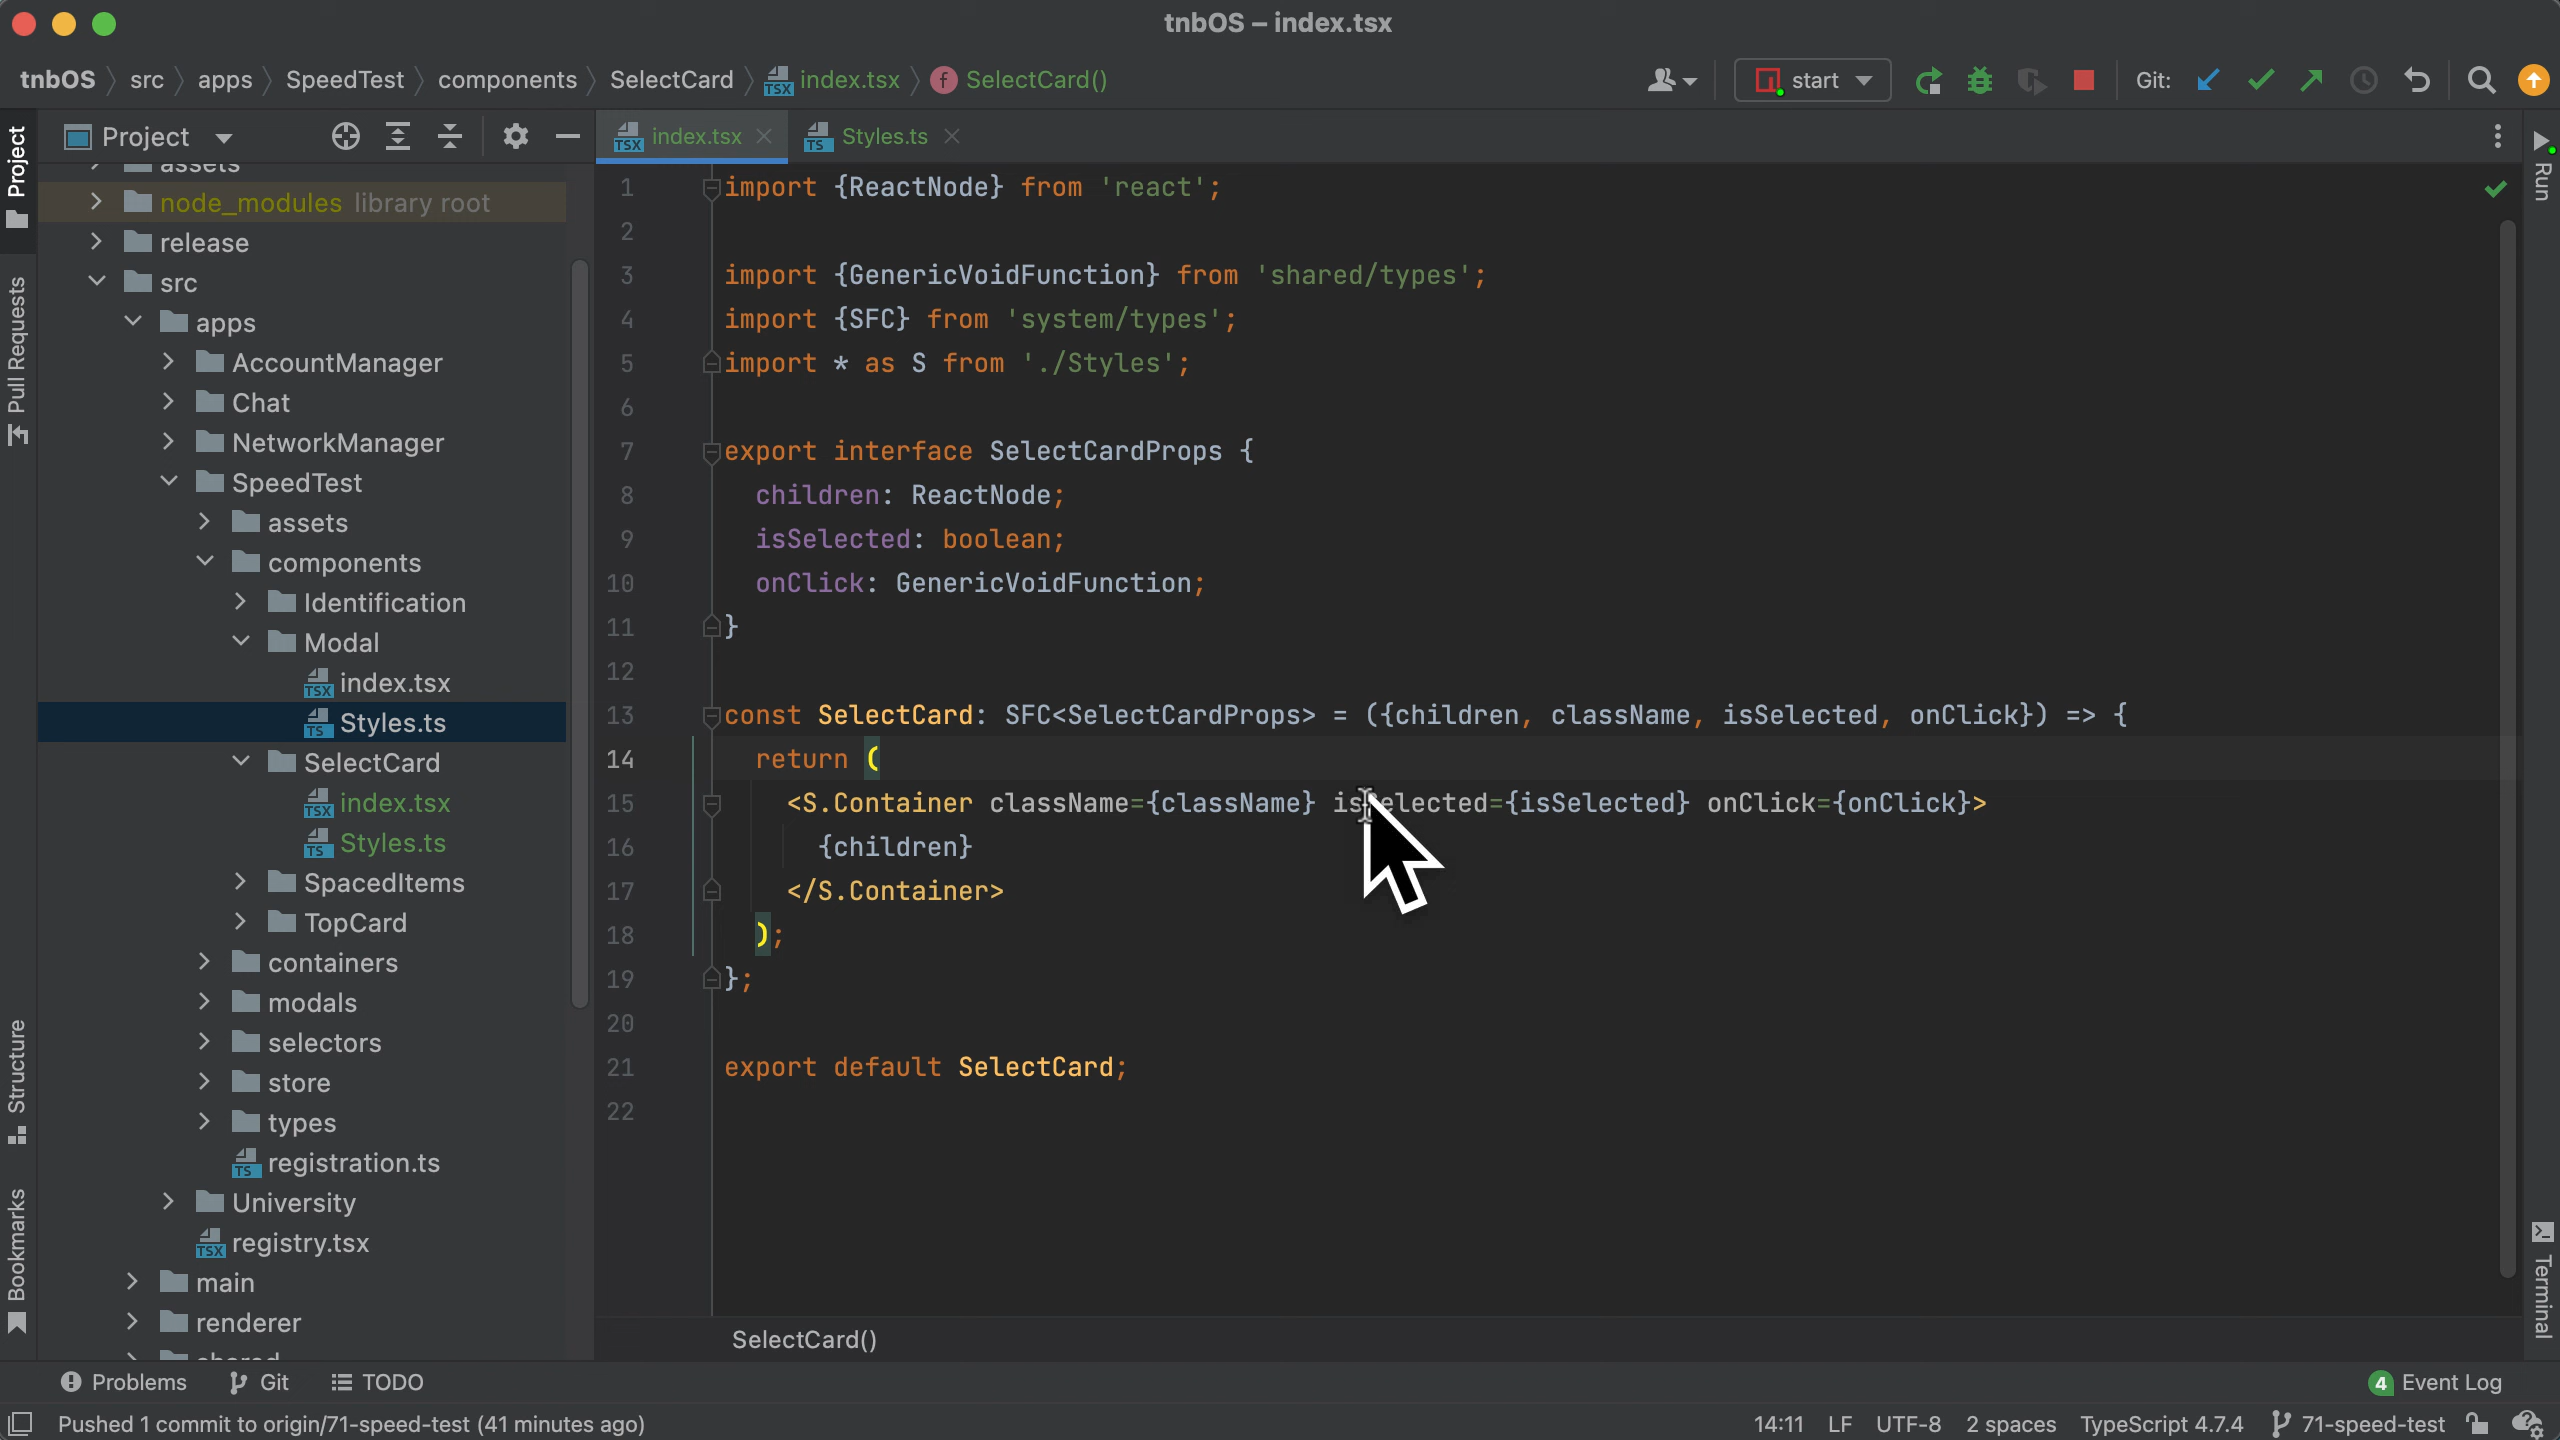 tnbOS – index.tsx
tnbOS src apps SpeedTest components SelectCard index.tsx SelectCard()
start Git:
Project
index.tsx
Styles.ts
Project
Pull Requests
Structure
Bookmarks
assets
node_modules library root
release
src
apps
AccountManager
Chat
NetworkManager
SpeedTest
assets
components
Identification
Modal
index.tsx
Styles.ts
SelectCard
index.tsx
Styles.ts
SpacedItems
TopCard
containers
modals
selectors
store
types
registration.ts
University
registry.tsx
main
renderer
1 import {ReactNode} from 'react';
2
3 import {GenericVoidFunction} from 'shared/types';
4 import {SFC} from 'system/types';
5 import * as S from './Styles';
6
7 export interface SelectCardProps {
8 children: ReactNode;
9 isSelected: boolean;
10 onClick: GenericVoidFunction;
11 }
12
13 const SelectCard: SFC<SelectCardProps> = ({children, className, isSelected, onClick}) => {
14 return (
15 <S.Container className={className} isSelected={isSelected} onClick={onClick}>
16 {children}
17 </S.Container>
18 );
19 };
20
21 export default SelectCard;
22
SelectCard()
Run
Terminal
Problems Git TODO
4 Event Log
Pushed 1 commit to origin/71-speed-test (41 minutes ago)
14:11 LF UTF-8 2 spaces TypeScript 4.7.4 71-speed-test